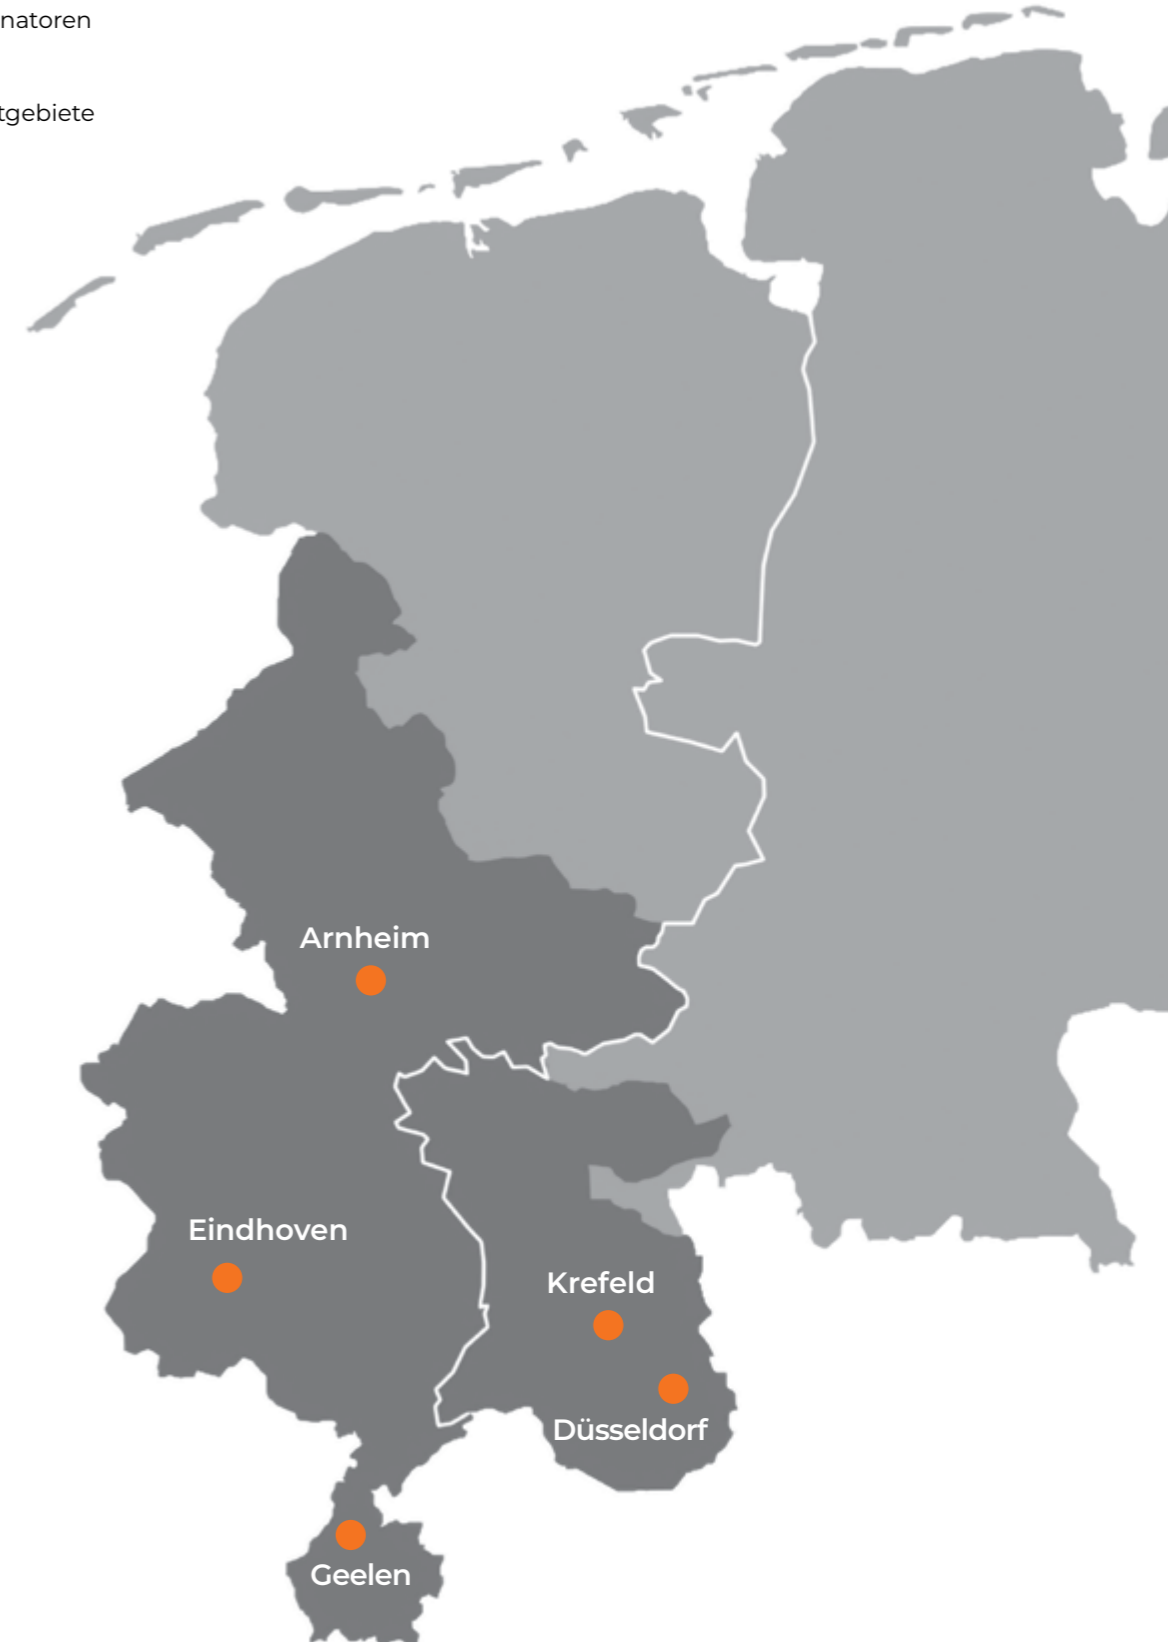 natoren
tgebiete
Arnheim
Eindhoven
Krefeld
Düsseldorf
Geelen